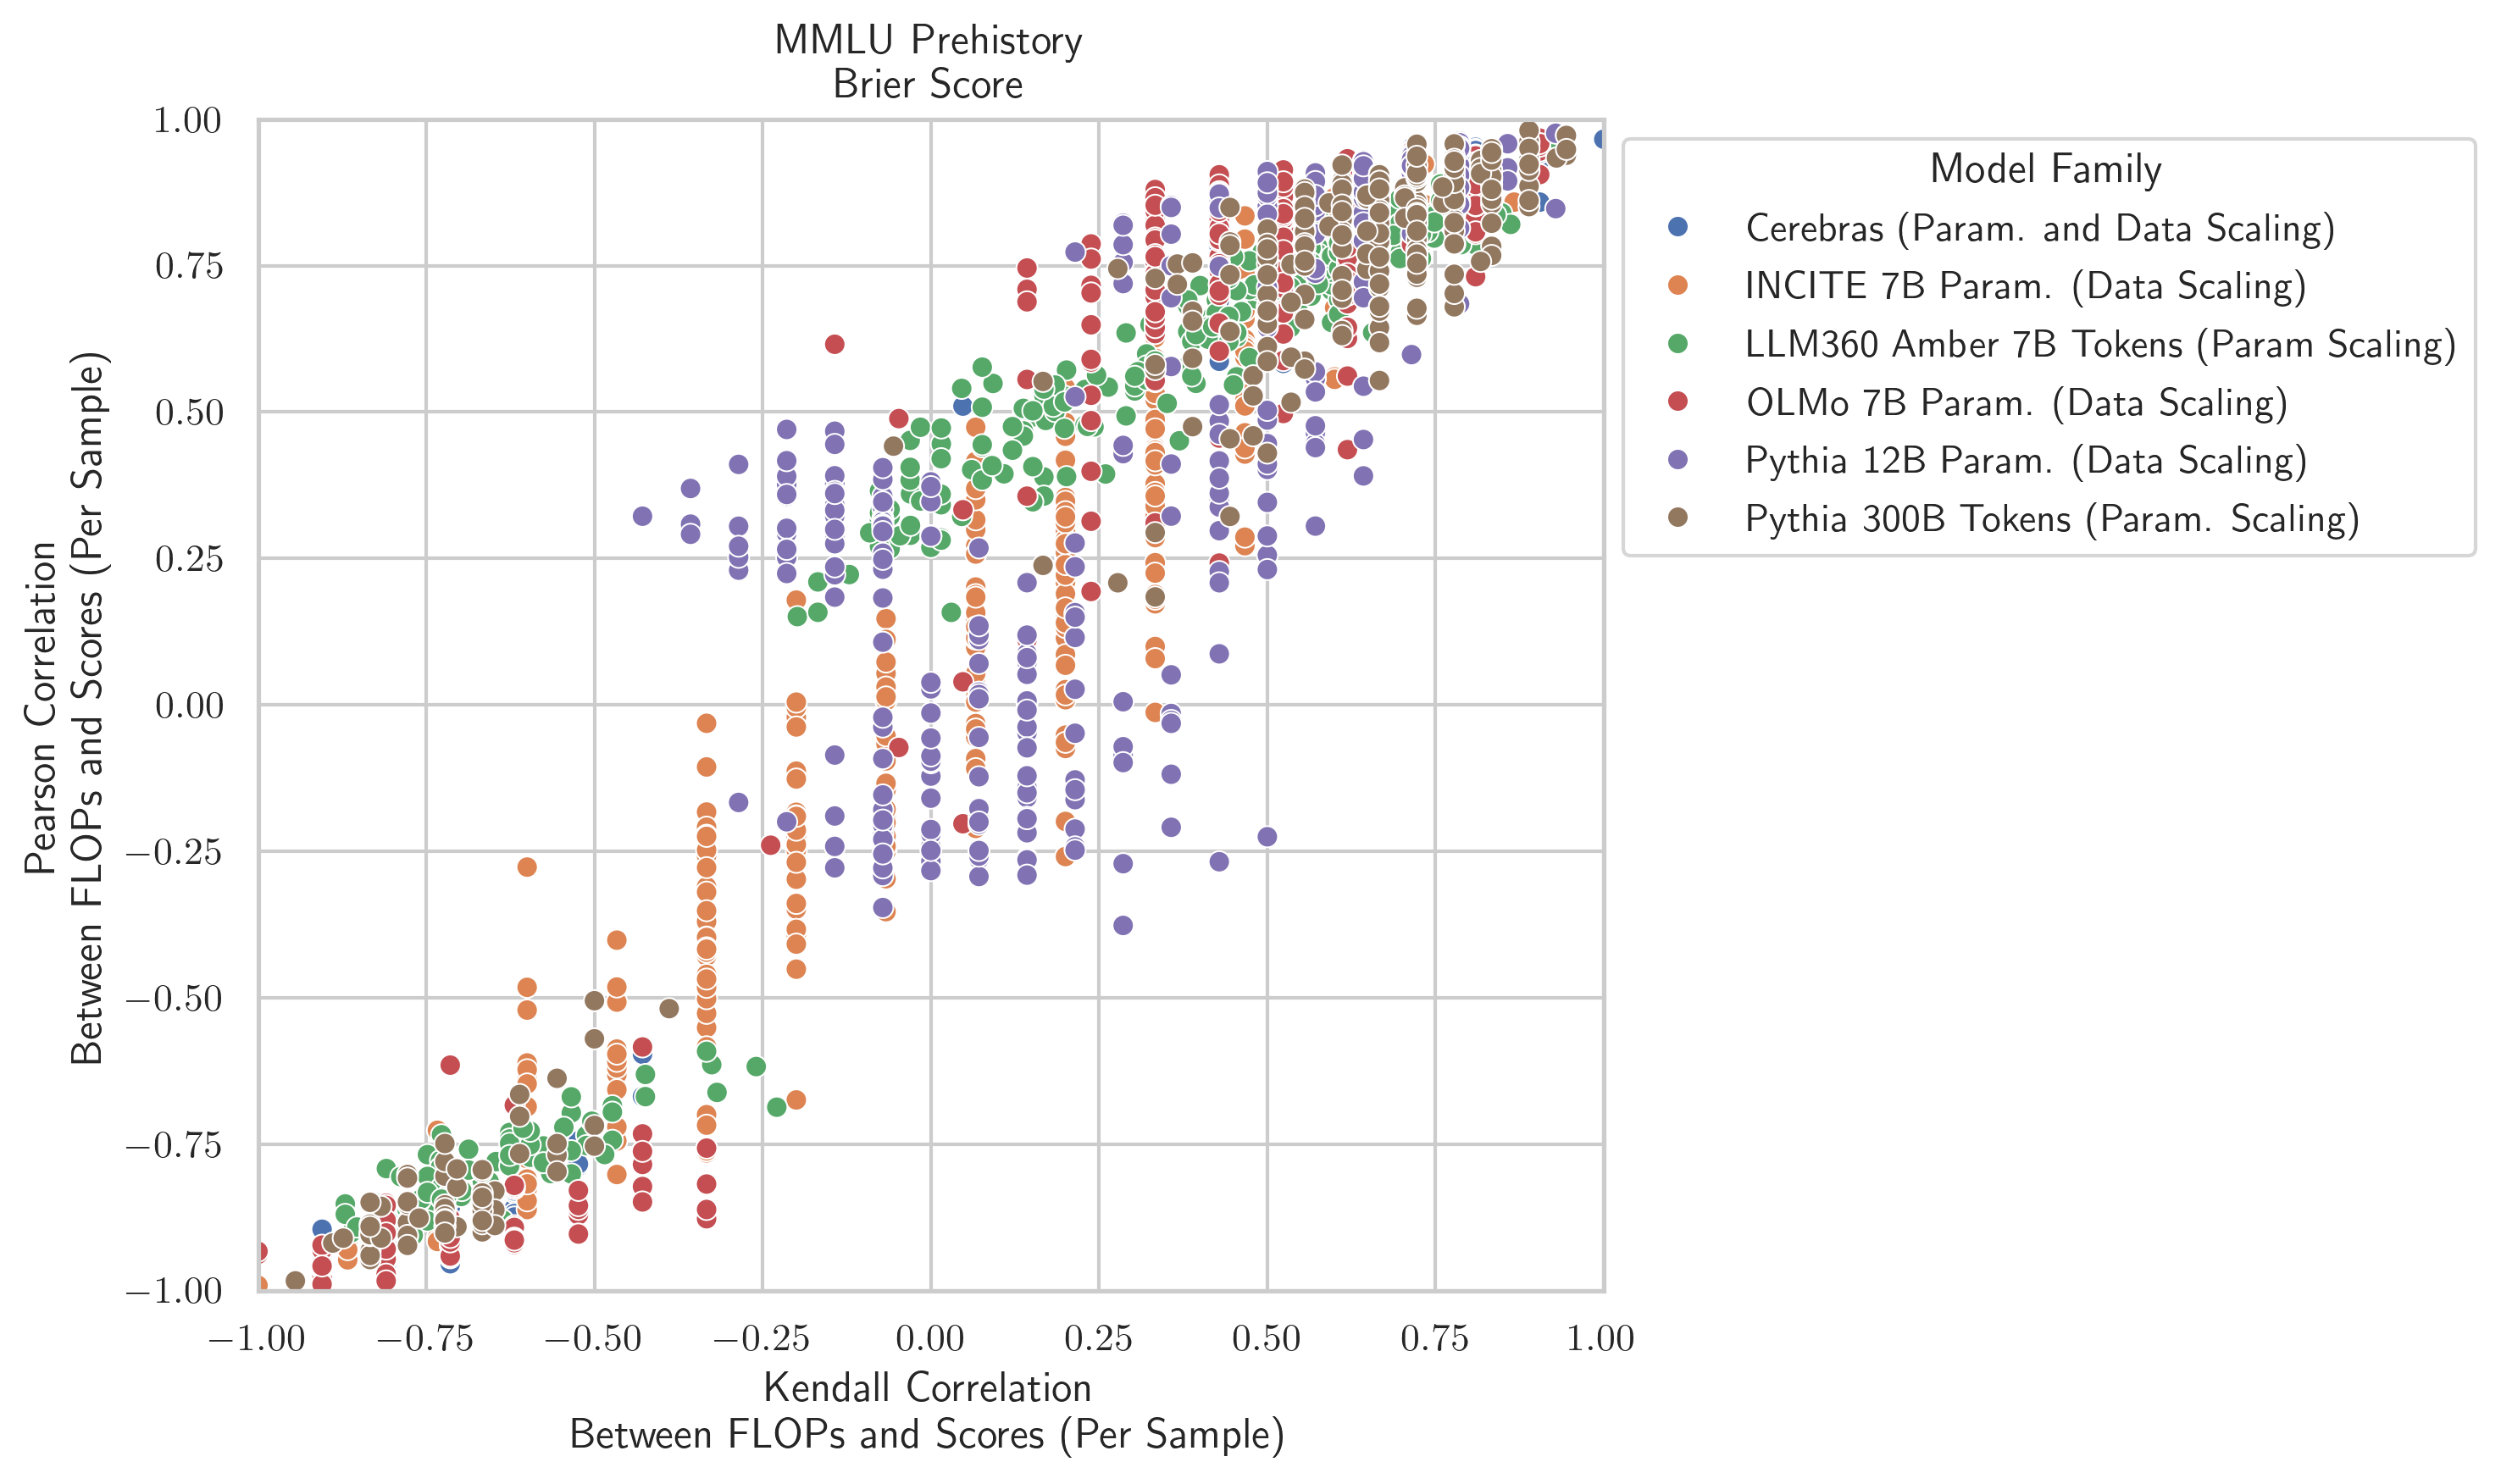 MMLU Prehistory
Brier Score
Pearson Correlation
Between FLOPs and Scores (Per Sample)
1.00
0.75
0.50
0.25
0.00
−0.25
−0.50
−0.75
−1.00
−1.00 −0.75 −0.50 −0.25 0.00 0.25 0.50 0.75 1.00
Kendall Correlation
Between FLOPs and Scores (Per Sample)
Model Family
Cerebras (Param. and Data Scaling)
INCITE 7B Param. (Data Scaling)
LLM360 Amber 7B Tokens (Param Scaling)
OLMo 7B Param. (Data Scaling)
Pythia 12B Param. (Data Scaling)
Pythia 300B Tokens (Param. Scaling)